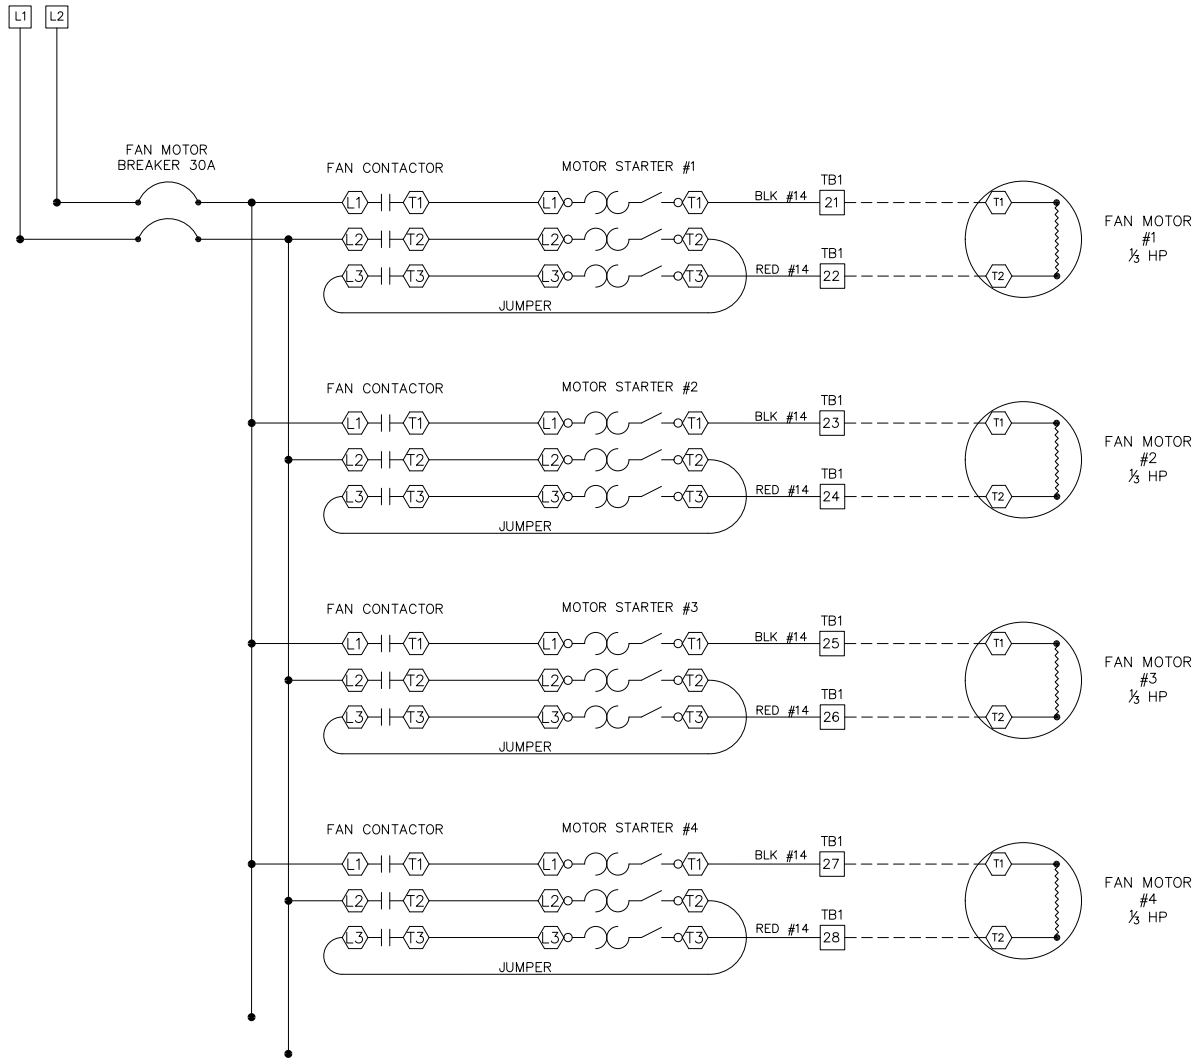 L1 L2
FAN MOTOR
BREAKER 30A
FAN CONTACTOR
MOTOR STARTER #1
L1 T1 L1 T1 BLK #14 TB1 21 T1
L2 T2 L2 T2
L3 T3 L3 T3 RED #14 TB1 22 T2
JUMPER
FAN MOTOR
#1
⅓ HP
FAN CONTACTOR
MOTOR STARTER #2
L1 T1 L1 T1 BLK #14 TB1 23 T1
L2 T2 L2 T2
L3 T3 L3 T3 RED #14 TB1 24 T2
JUMPER
FAN MOTOR
#2
⅓ HP
FAN CONTACTOR
MOTOR STARTER #3
L1 T1 L1 T1 BLK #14 TB1 25 T1
L2 T2 L2 T2
L3 T3 L3 T3 RED #14 TB1 26 T2
JUMPER
FAN MOTOR
#3
⅓ HP
FAN CONTACTOR
MOTOR STARTER #4
L1 T1 L1 T1 BLK #14 TB1 27 T1
L2 T2 L2 T2
L3 T3 L3 T3 RED #14 TB1 28 T2
JUMPER
FAN MOTOR
#4
⅓ HP